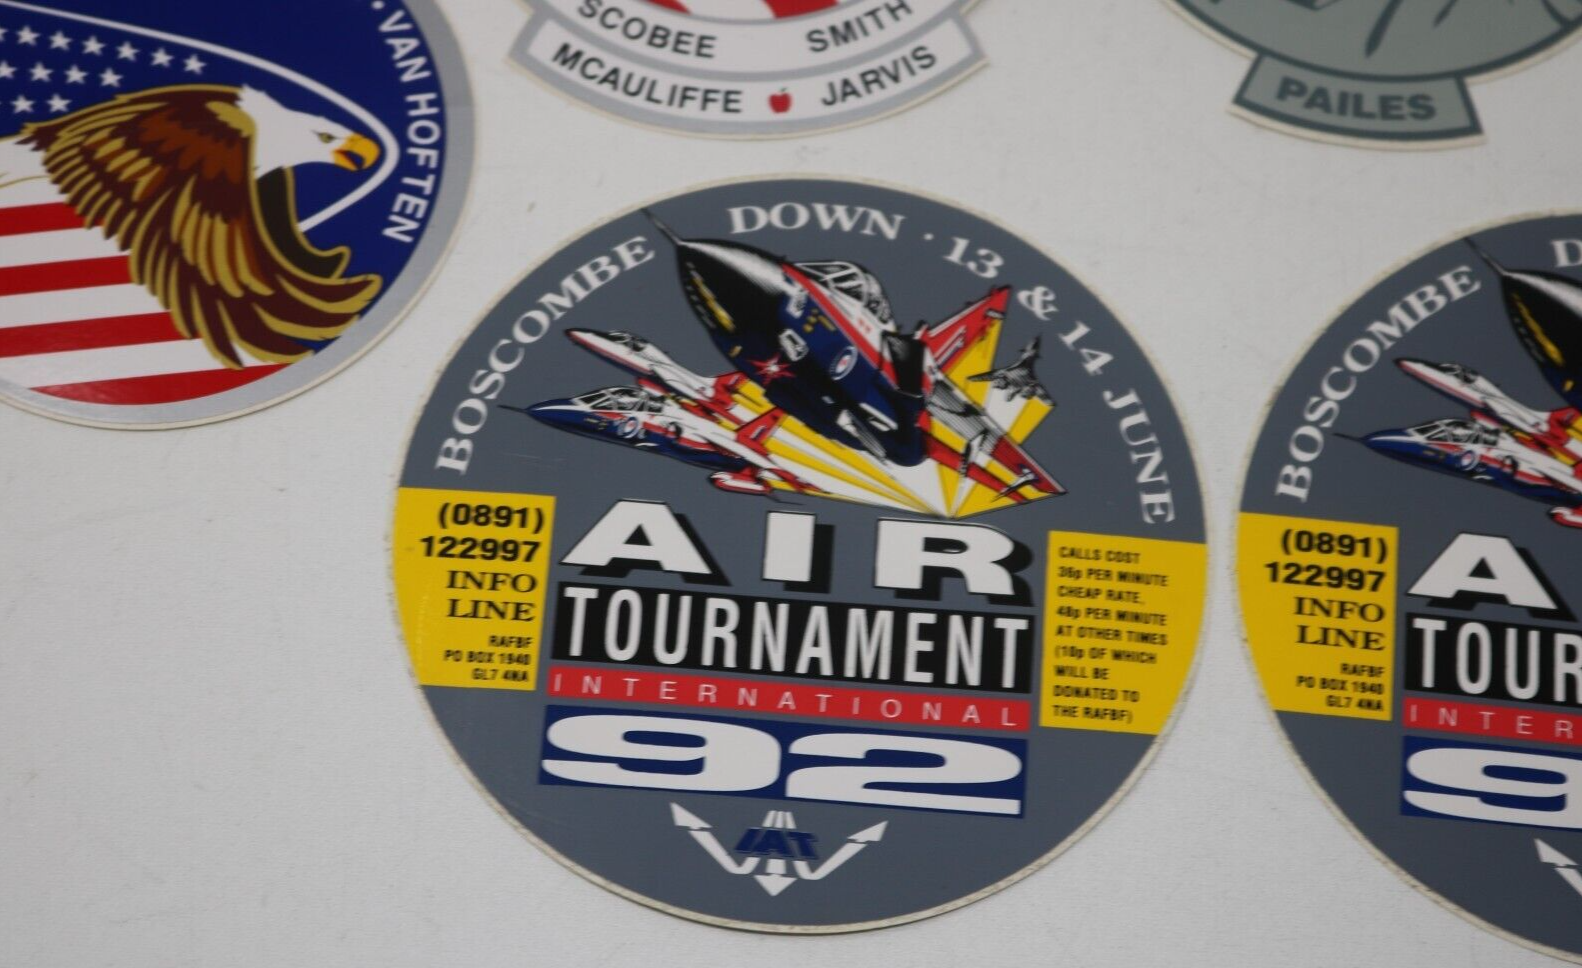 · VAN HOFTEN
SCOBEE SMITH
MCAULIFFE JARVIS
PAILES
BOSCOMBE DOWN · 13 & 14 JUNE
(0891)
122997
INFO
LINE
RAFBF
PO BOX 1940
GL7 4NA
AIR
TOURNAMENT
INTERNATIONAL
92
CALLS COST
36p PER MINUTE
CHEAP RATE,
48p PER MINUTE
AT OTHER TIMES
(10p OF WHICH
WILL BE
DONATED TO
THE RAFBF)
IAT
BOSCOMBE D
(0891)
122997
INFO
LINE
RAFBF
PO BOX 1940
GL7 4NA
A
TOUR
INTER
9